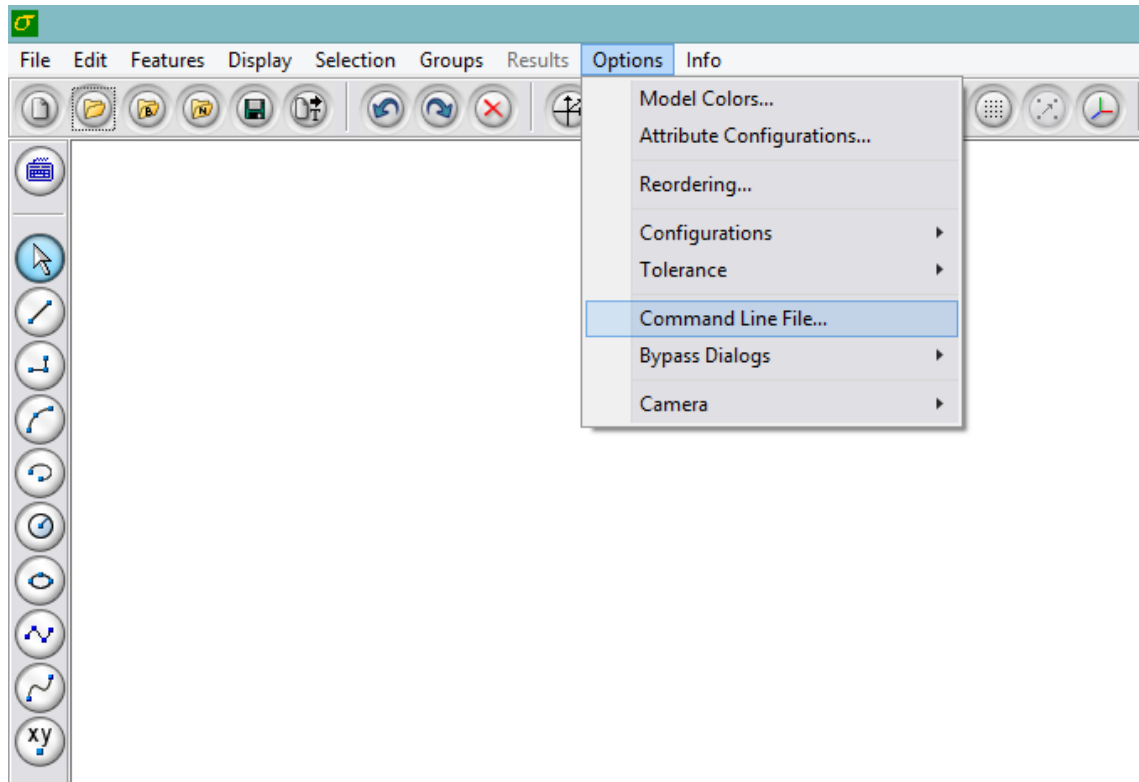 σ
File Edit Features Display Selection Groups Results Options Info
B N T
Model Colors...
Attribute Configurations...
Reordering...
Configurations
Tolerance
Command Line File...
Bypass Dialogs
Camera
xy